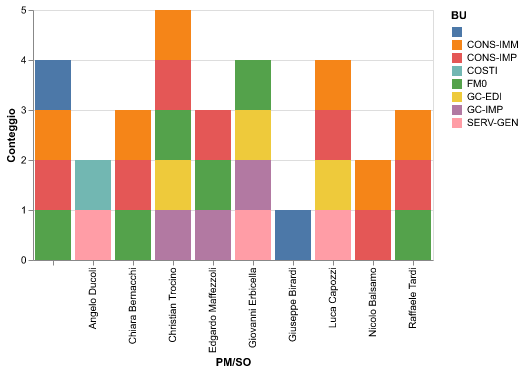 5
4
3
2
1
0
Conteggio
Angelo Ducoli
Chiara Bernacchi
Christian Trocino
Edgardo Maffezzoli
Giovanni Erbicella
Giuseppe Birardi
Luca Capozzi
Nicolo Balsamo
Raffaele Tardi
PM/SO
BU
CONS-IMM
CONS-IMP
COSTI
FM0
GC-EDI
GC-IMP
SERV-GEN